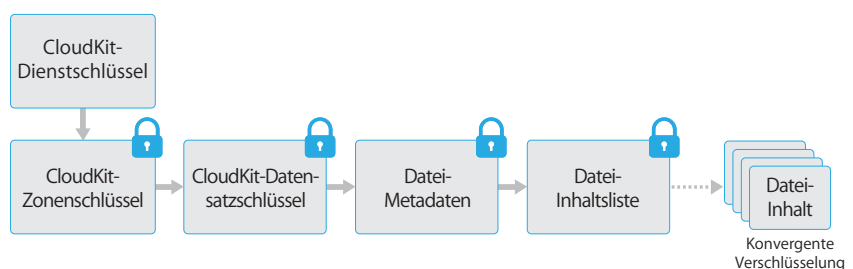 CloudKit-
Dienstschlüssel
CloudKit-
Zonenschlüssel
CloudKit-Daten-
satzschlüssel
Datei-
Metadaten
Datei-
Inhaltsliste
Datei-
Inhalt
Konvergente
Verschlüsselung